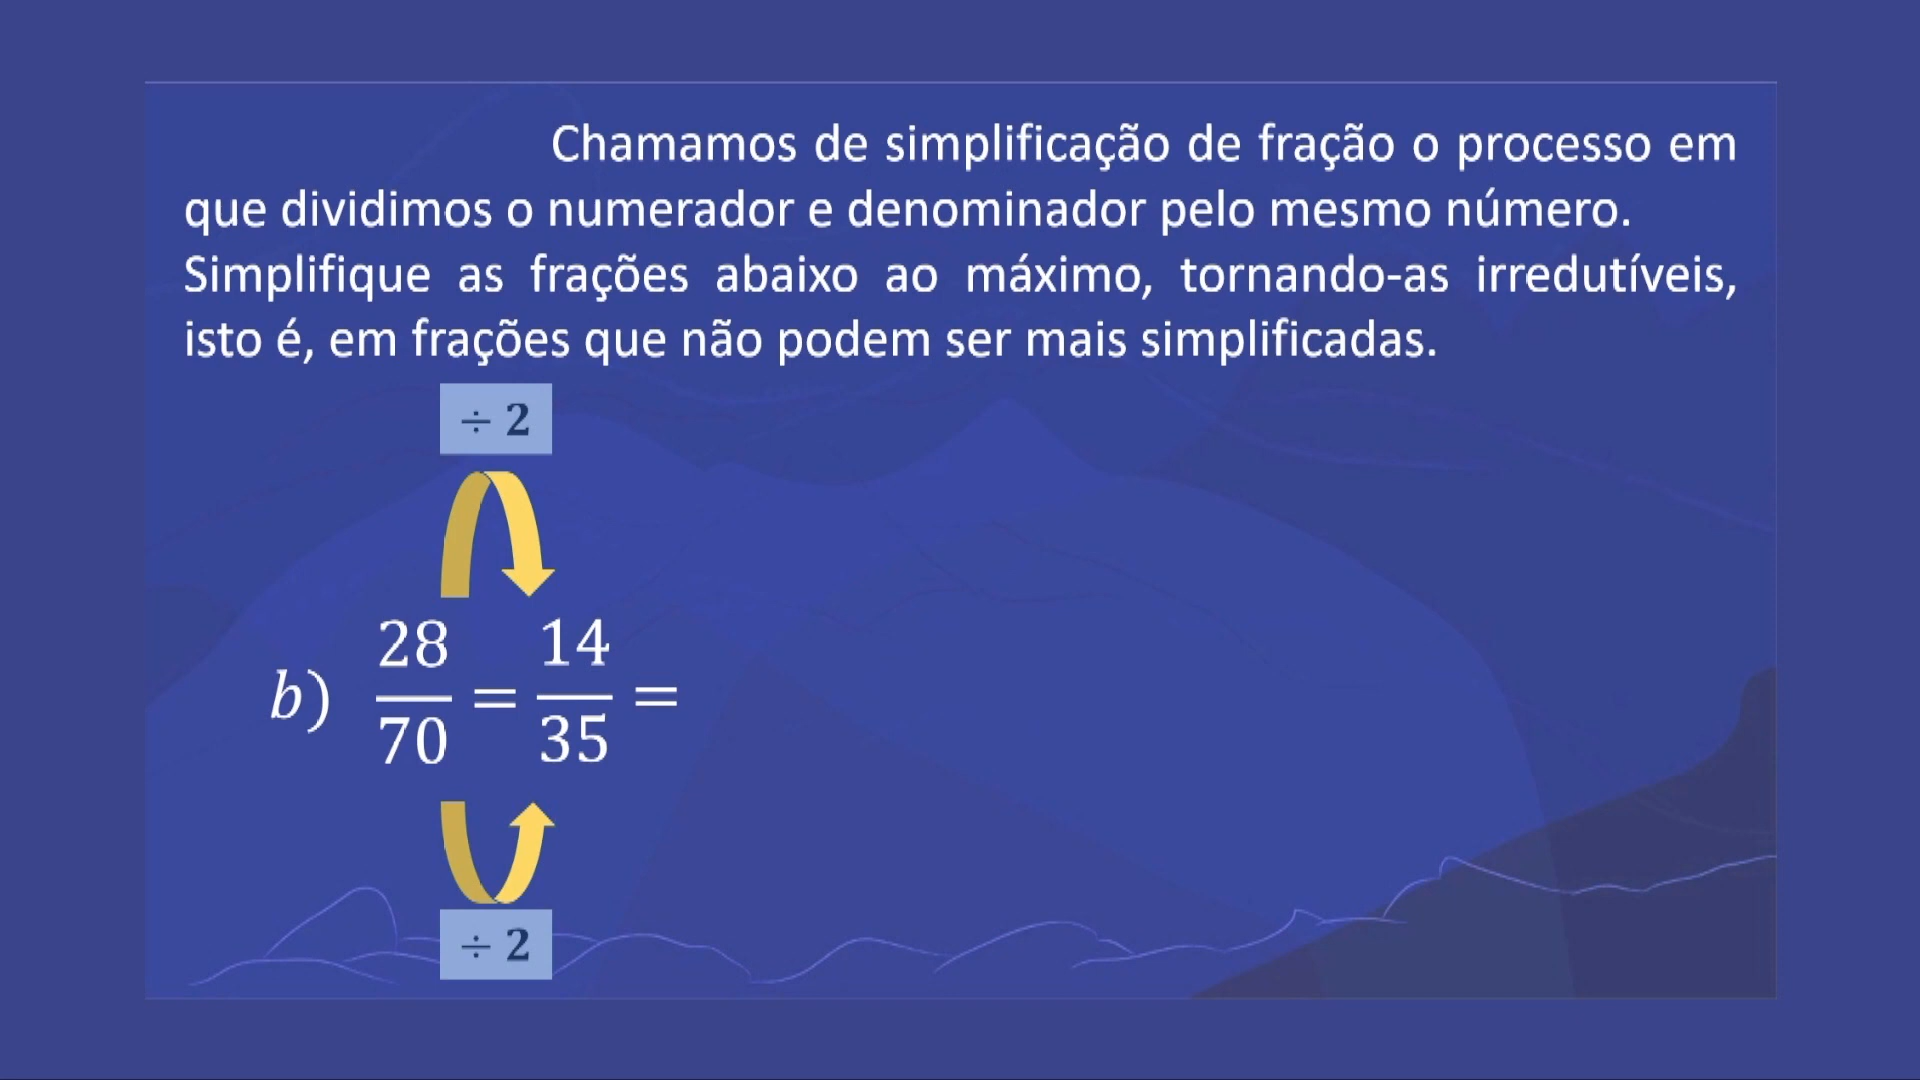 Chamamos de simplificação de fração o processo em
que dividimos o numerador e denominador pelo mesmo número.
Simplifique as frações abaixo ao máximo, tornando-as irredutíveis,
isto é, em frações que não podem ser mais simplificadas.
÷ 2
b) 28/70 = 14/35 =
÷ 2